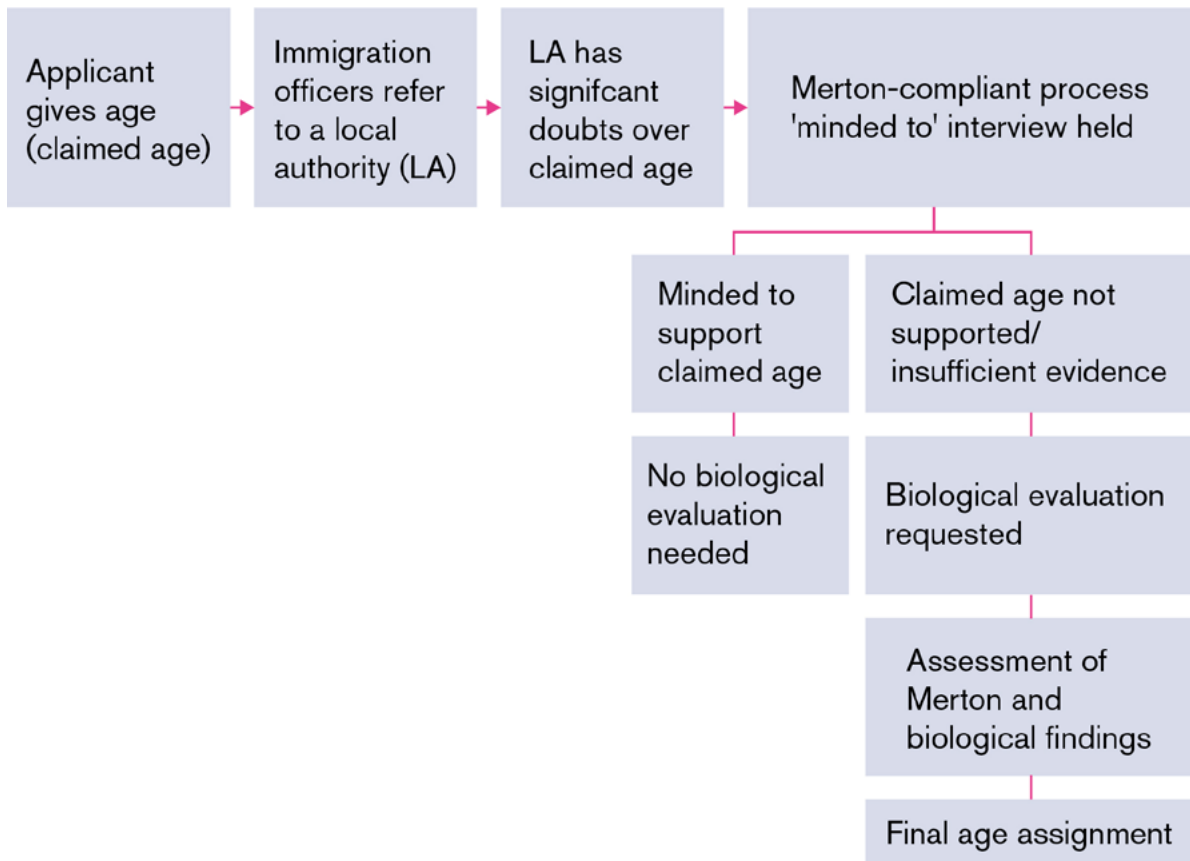 Applicant
gives age
(claimed age)
Immigration
officers refer
to a local
authority (LA)
LA has
signifcant
doubts over
claimed age
Merton-compliant process
'minded to' interview held
Minded to
support
claimed age
Claimed age not
supported/
insufficient evidence
No biological
evaluation
needed
Biological evaluation
requested
Assessment of
Merton and
biological findings
Final age assignment